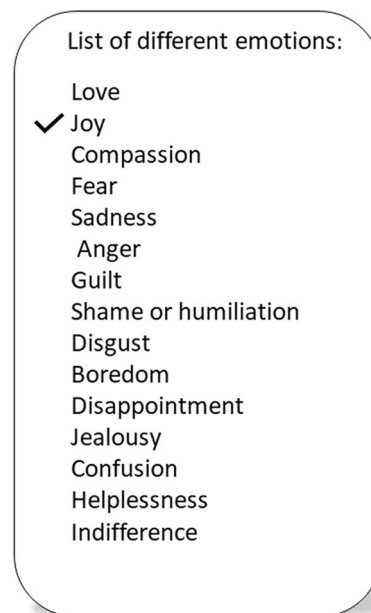 List of different emotions:
Love
Joy
Compassion
Fear
Sadness
Anger
Guilt
Shame or humiliation
Disgust
Boredom
Disappointment
Jealousy
Confusion
Helplessness
Indifference